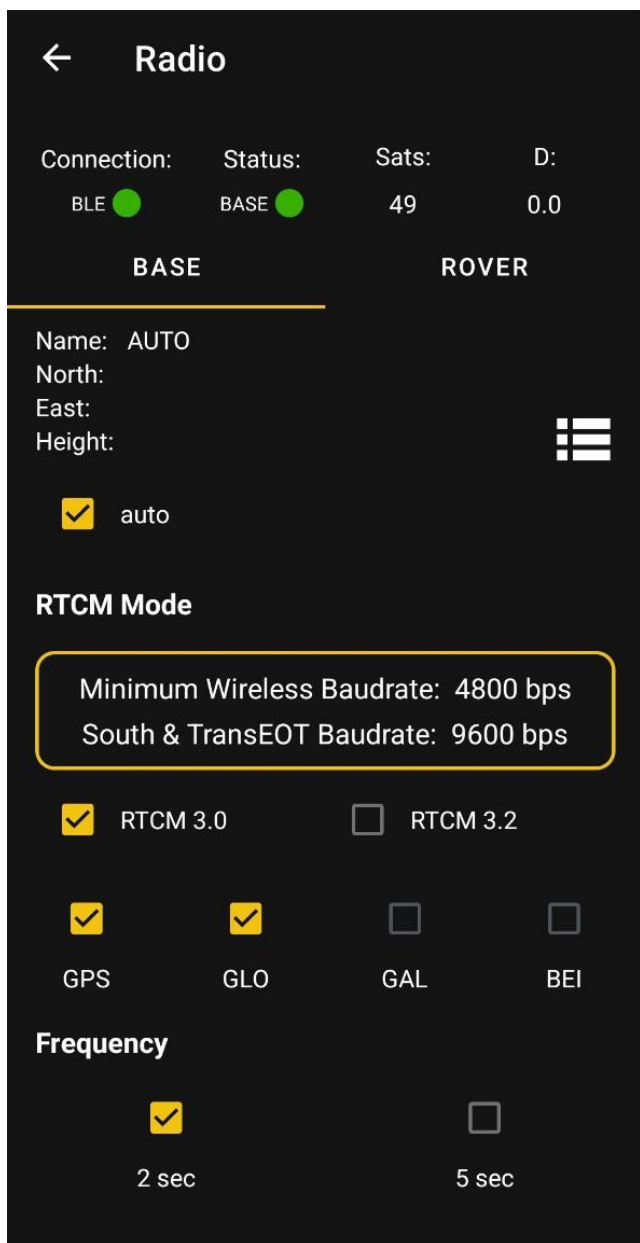 Radio
Connection: Status: Sats: D:
BLE BASE 49 0.0
BASE ROVER
Name: AUTO
North:
East:
Height:
auto
RTCM Mode
Minimum Wireless Baudrate: 4800 bps
South & TransEOT Baudrate: 9600 bps
RTCM 3.0 RTCM 3.2
GPS GLO GAL BEI
Frequency
2 sec 5 sec